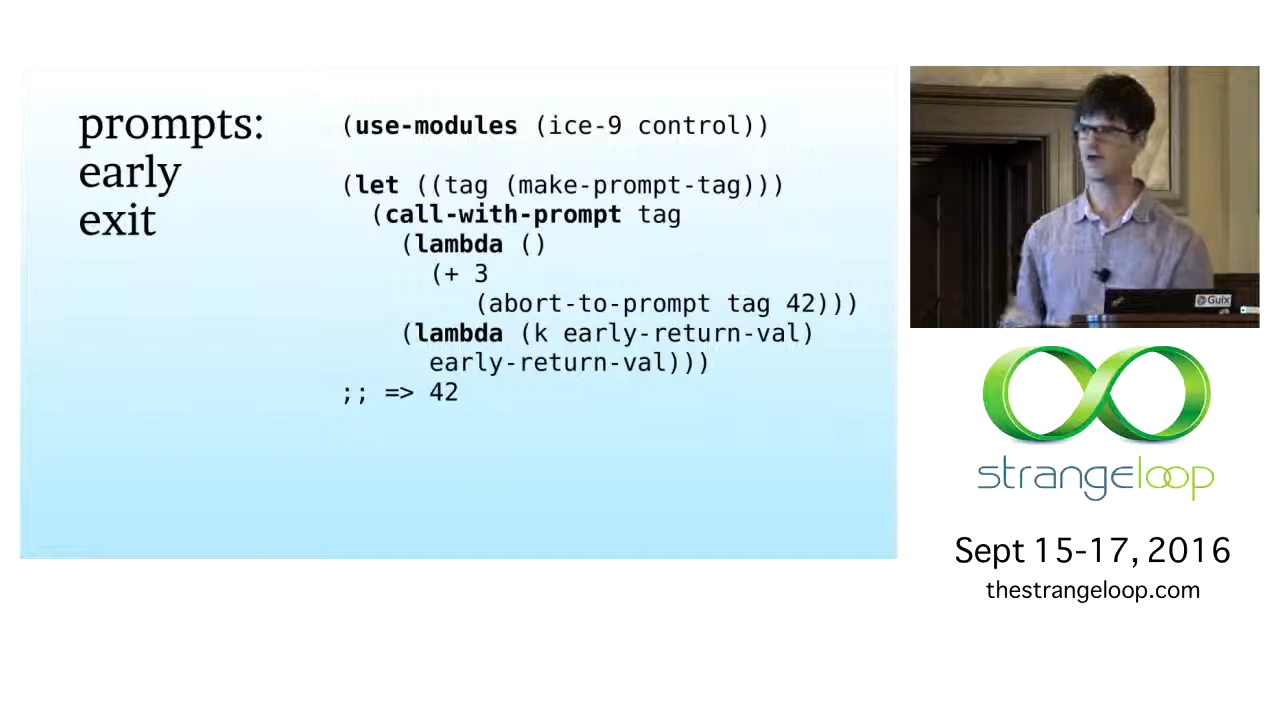 prompts:
early
exit
(use-modules (ice-9 control))
(let ((tag (make-prompt-tag)))
(call-with-prompt tag
(lambda ()
(+ 3
(abort-to-prompt tag 42)))
(lambda (k early-return-val)
early-return-val)))
;; => 42
@Guix
strangeloop
Sept 15-17, 2016
thestrangeloop.com